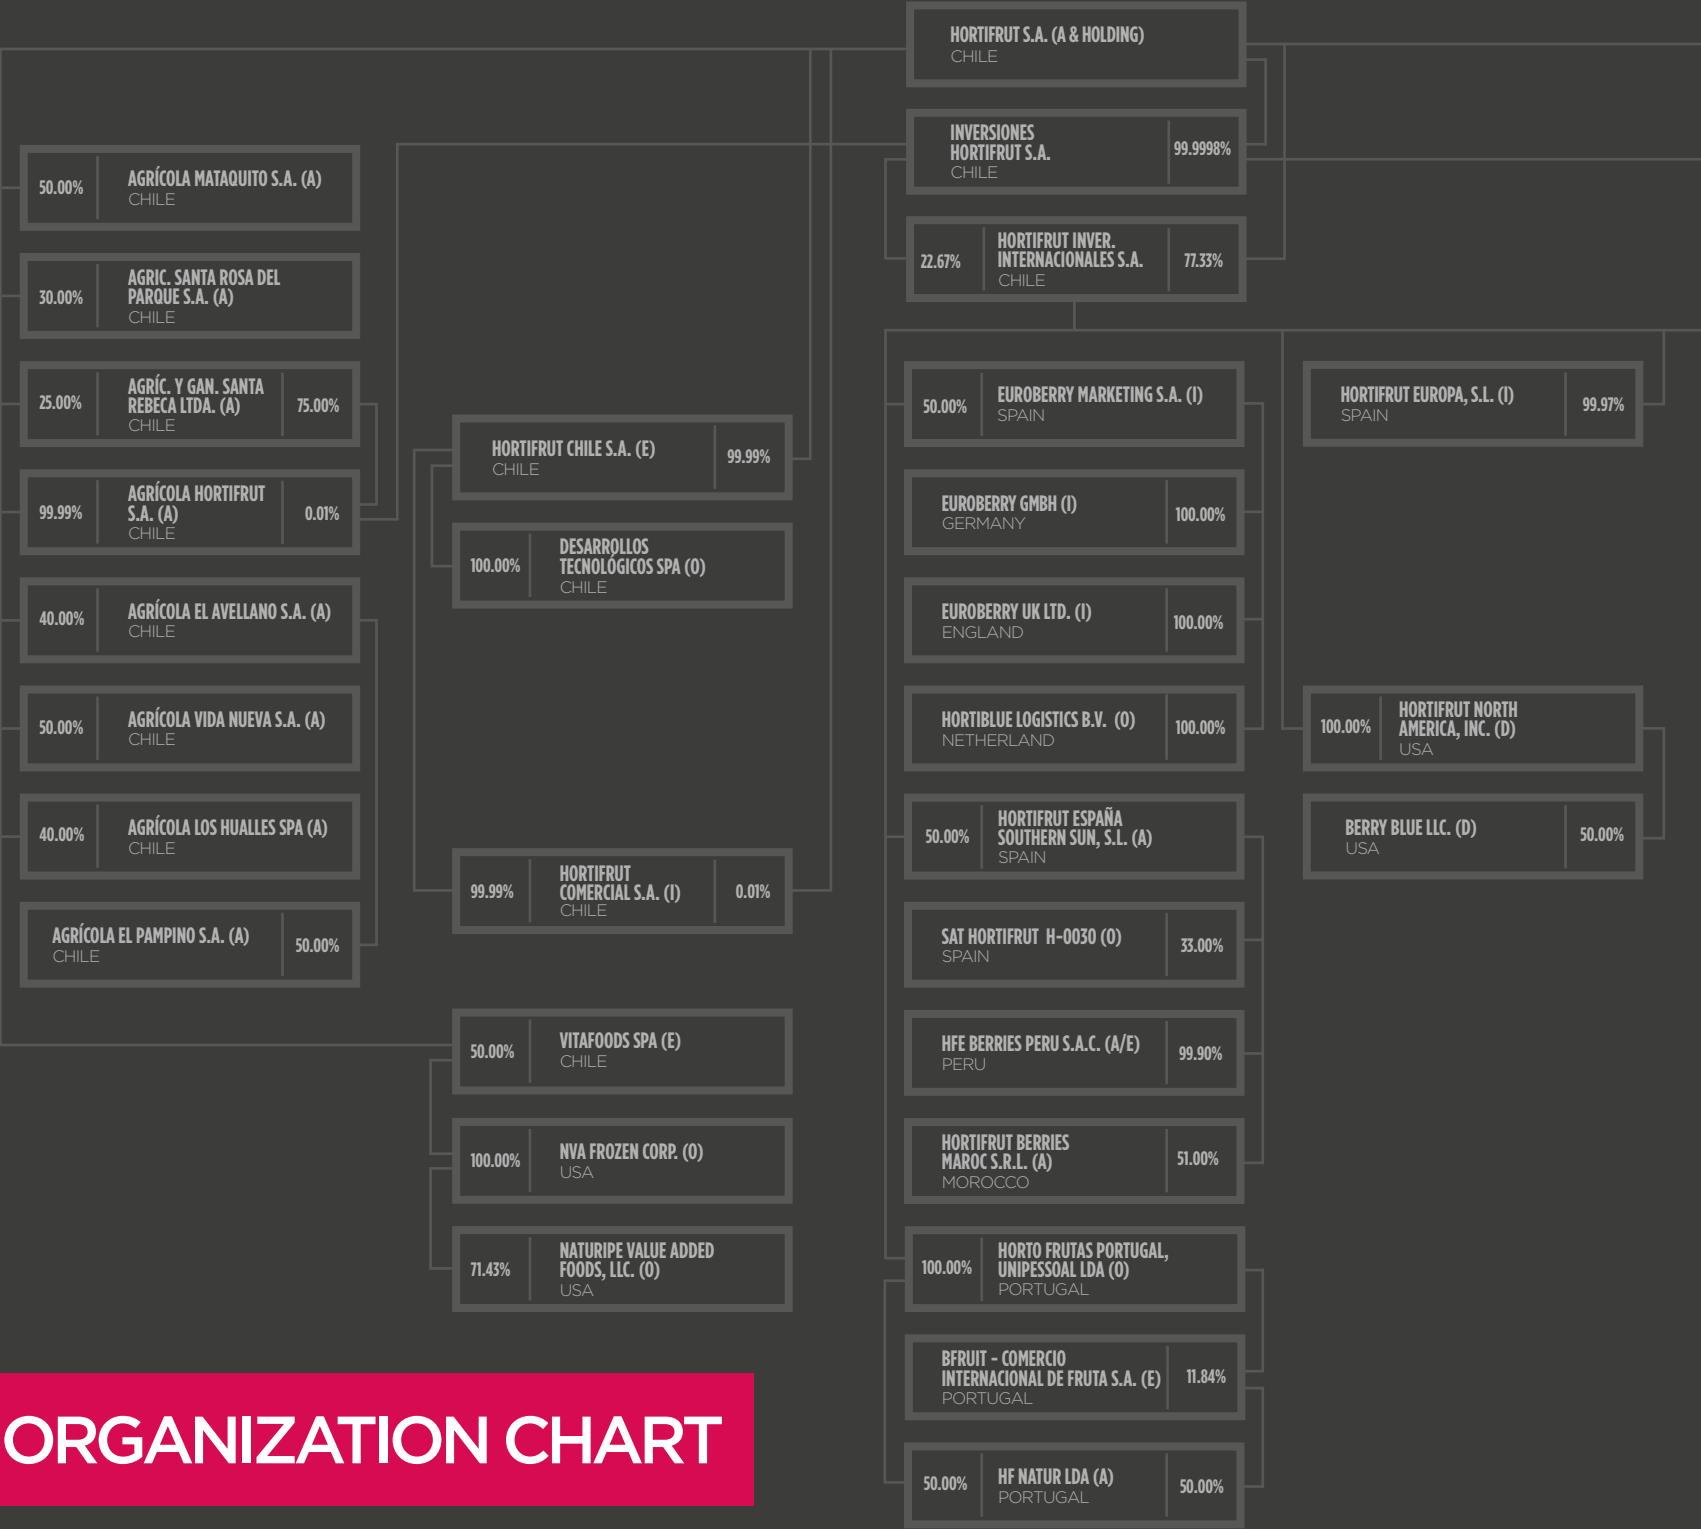 HORTIFRUT S.A. (A & HOLDING)
CHILE
INVERSIONES
HORTIFRUT S.A.
CHILE
99.9998%
22.67%
HORTIFRUT INVER.
INTERNACIONALES S.A.
CHILE
77.33%
50.00%
AGRÍCOLA MATAQUITO S.A. (A)
CHILE
30.00%
AGRIC. SANTA ROSA DEL
PARQUE S.A. (A)
CHILE
25.00%
AGRÍC. Y GAN. SANTA
REBECA LTDA. (A)
CHILE
75.00%
99.99%
AGRÍCOLA HORTIFRUT
S.A. (A)
CHILE
0.01%
40.00%
AGRÍCOLA EL AVELLANO S.A. (A)
CHILE
50.00%
AGRÍCOLA VIDA NUEVA S.A. (A)
CHILE
40.00%
AGRÍCOLA LOS HUALLES SPA (A)
CHILE
AGRÍCOLA EL PAMPINO S.A. (A)
CHILE
50.00%
HORTIFRUT CHILE S.A. (E)
CHILE
99.99%
100.00%
DESARROLLOS
TECNOLÓGICOS SPA (O)
CHILE
99.99%
HORTIFRUT
COMERCIAL S.A. (I)
CHILE
0.01%
50.00%
VITAFOODS SPA (E)
CHILE
100.00%
NVA FROZEN CORP. (O)
USA
71.43%
NATURIPE VALUE ADDED
FOODS, LLC. (O)
USA
50.00%
EUROBERRY MARKETING S.A. (I)
SPAIN
EUROBERRY GMBH (I)
GERMANY
100.00%
EUROBERRY UK LTD. (I)
ENGLAND
100.00%
HORTIBLUE LOGISTICS B.V. (O)
NETHERLAND
100.00%
50.00%
HORTIFRUT ESPAÑA
SOUTHERN SUN, S.L. (A)
SPAIN
SAT HORTIFRUT H-0030 (O)
SPAIN
33.00%
HFE BERRIES PERU S.A.C. (A/E)
PERU
99.90%
HORTIFRUT BERRIES
MAROC S.R.L. (A)
MOROCCO
51.00%
100.00%
HORTO FRUTAS PORTUGAL,
UNIPESSOAL LDA (O)
PORTUGAL
BFRUIT - COMERCIO
INTERNACIONAL DE FRUTA S.A. (E)
PORTUGAL
11.84%
50.00%
HF NATUR LDA (A)
PORTUGAL
50.00%
HORTIFRUT EUROPA, S.L. (I)
SPAIN
99.97%
100.00%
HORTIFRUT NORTH
AMERICA, INC. (D)
USA
BERRY BLUE LLC. (D)
USA
50.00%
ORGANIZATION CHART